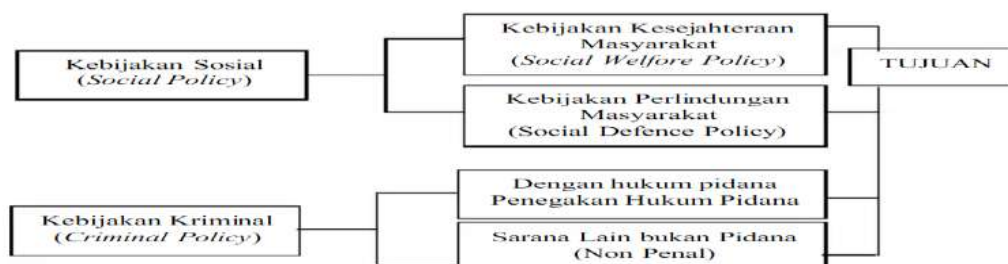 Kebijakan Sosial
(Social Policy)
Kebijakan Kesejahteraan
Masyarakat
(Social Welfore Policy)
Kebijakan Perlindungan
Masyarakat
(Social Defence Policy)
TUJUAN
Kebijakan Kriminal
(Criminal Policy)
Dengan hukum pidana
Penegakan Hukum Pidana
Sarana Lain bukan Pidana
(Non Penal)